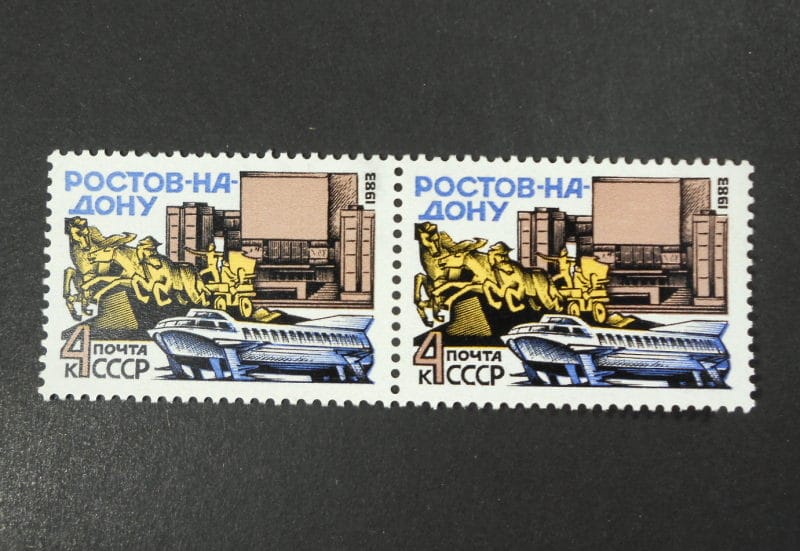 РОСТОВ-НА-
ДОНУ
1983
4 ПОЧТА
К СССР
РОСТОВ-НА-
ДОНУ
1983
4 ПОЧТА
К СССР